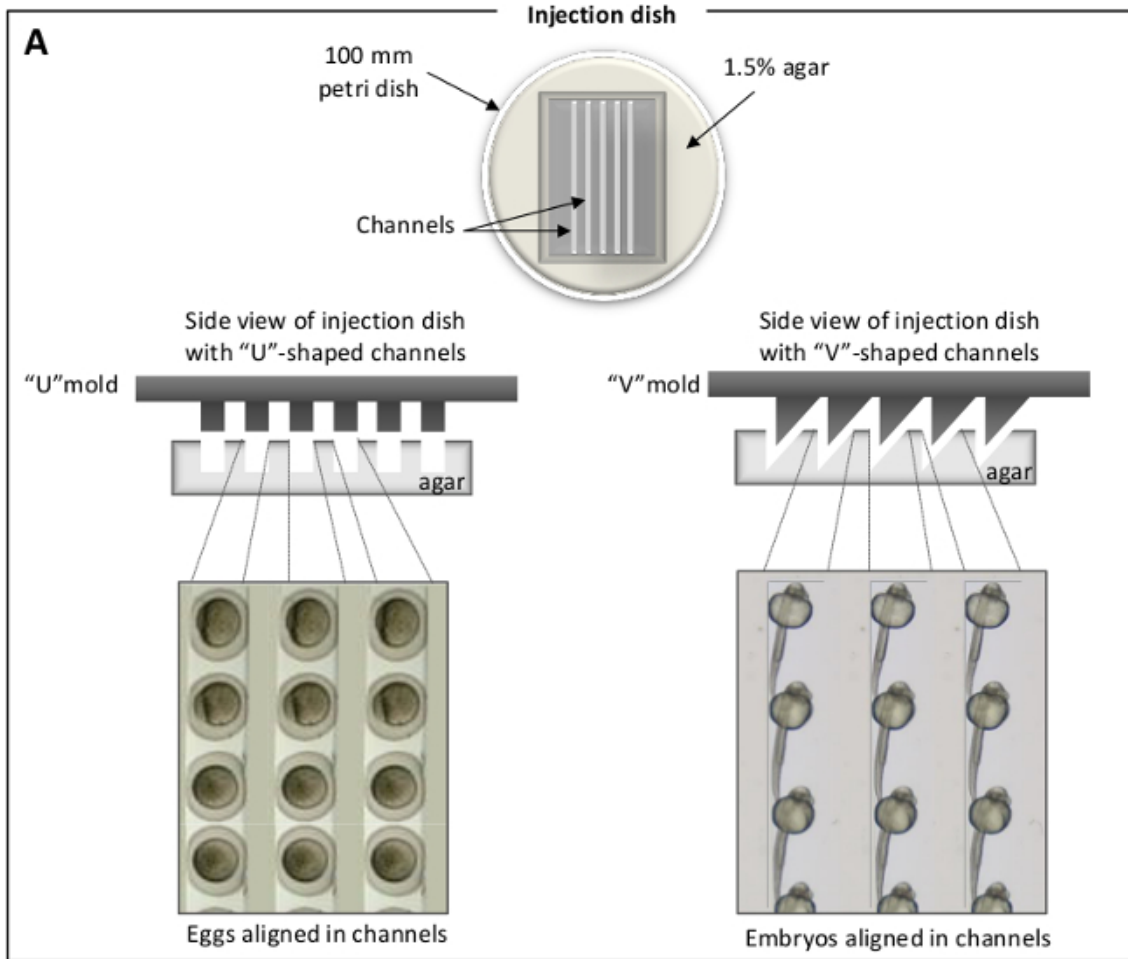 Injection dish
A
100 mm
petri dish
1.5% agar
Channels
Side view of injection dish
with “U”-shaped channels
Side view of injection dish
with “V”-shaped channels
“U”mold
“V”mold
agar
agar
Eggs aligned in channels
Embryos aligned in channels